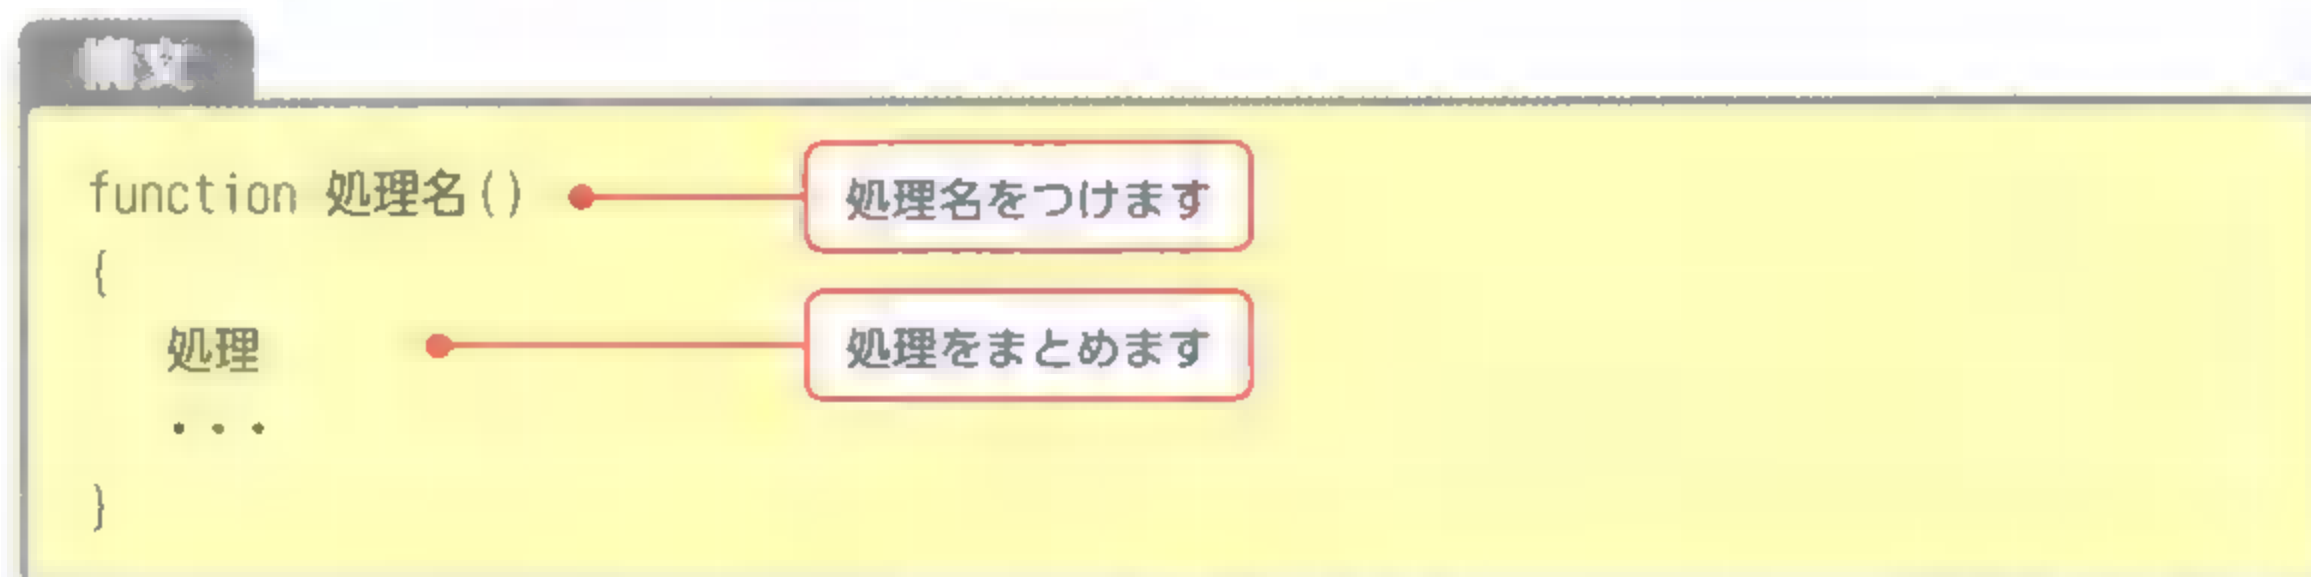 function 処理名()
処理名をつけます
{
処理
処理をまとめます
・・・
}